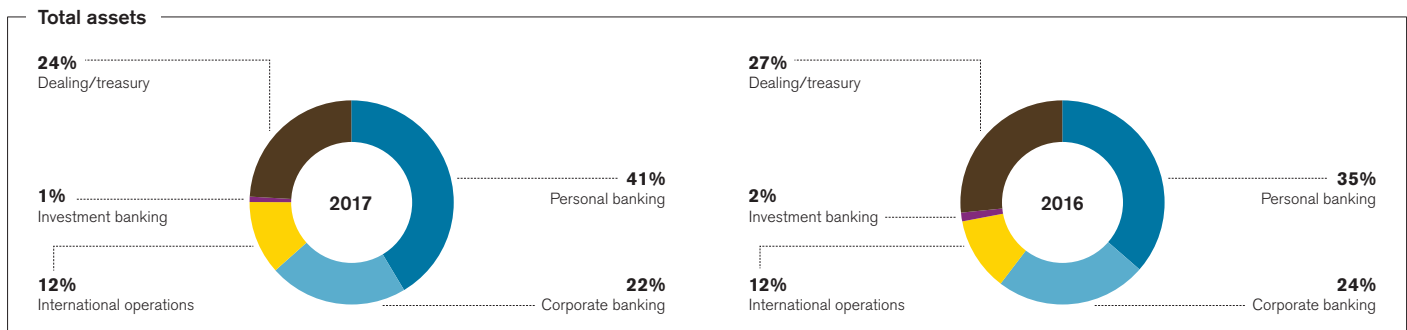 Total assets
24%
Dealing/treasury
1%
Investment banking
12%
International operations
2017
41%
Personal banking
22%
Corporate banking
27%
Dealing/treasury
2%
Investment banking
12%
International operations
2016
35%
Personal banking
24%
Corporate banking